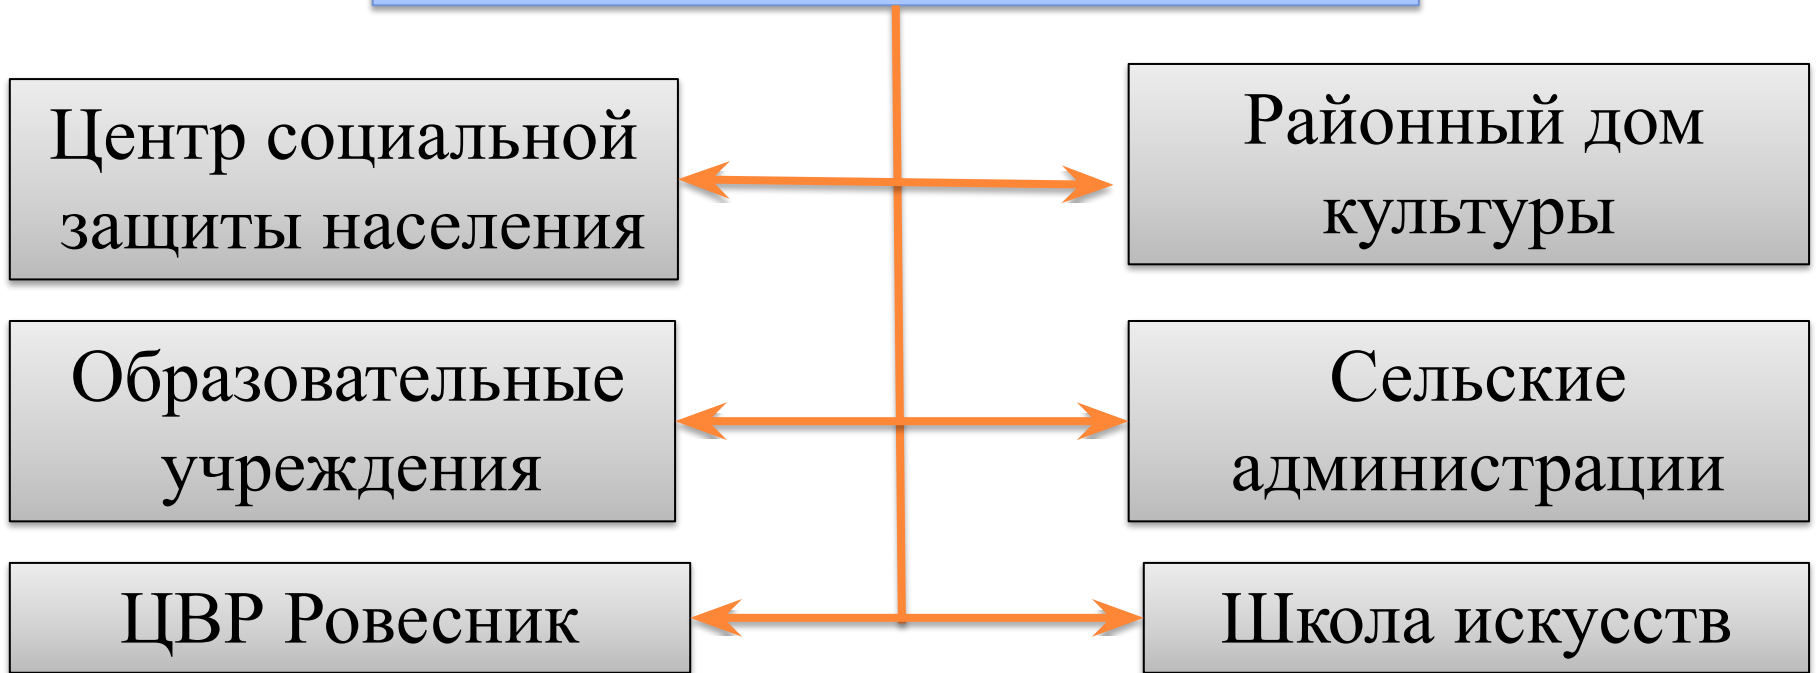 Центр социальной
защиты населения
Районный дом
культуры
Образовательные
учреждения
Сельские
администрации
ЦВР Ровесник
Школа искусств